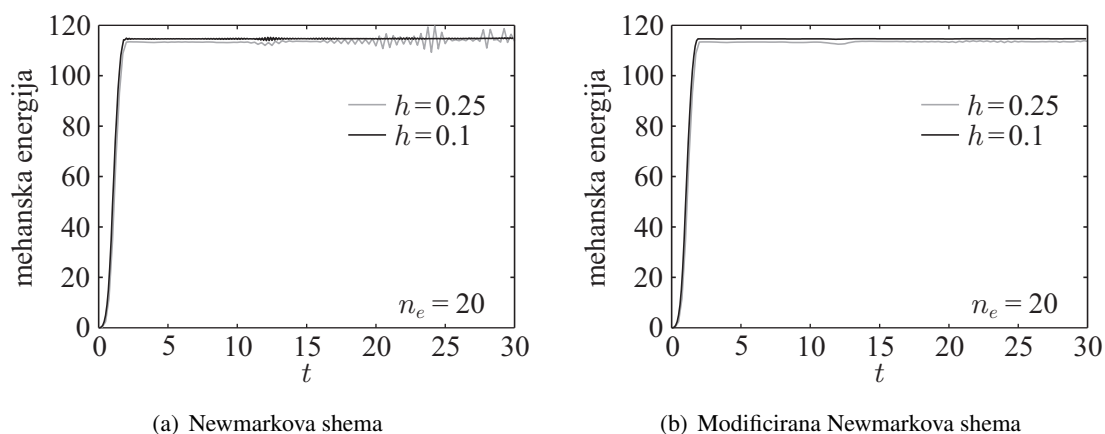 mehanska energija
120
100
80
60
40
20
0
0 5 10 15 20 25 30
t
h = 0.25
h = 0.1
n_e = 20
(a) Newmarkova shema
mehanska energija
120
100
80
60
40
20
0
0 5 10 15 20 25 30
t
h = 0.25
h = 0.1
n_e = 20
(b) Modificirana Newmarkova shema